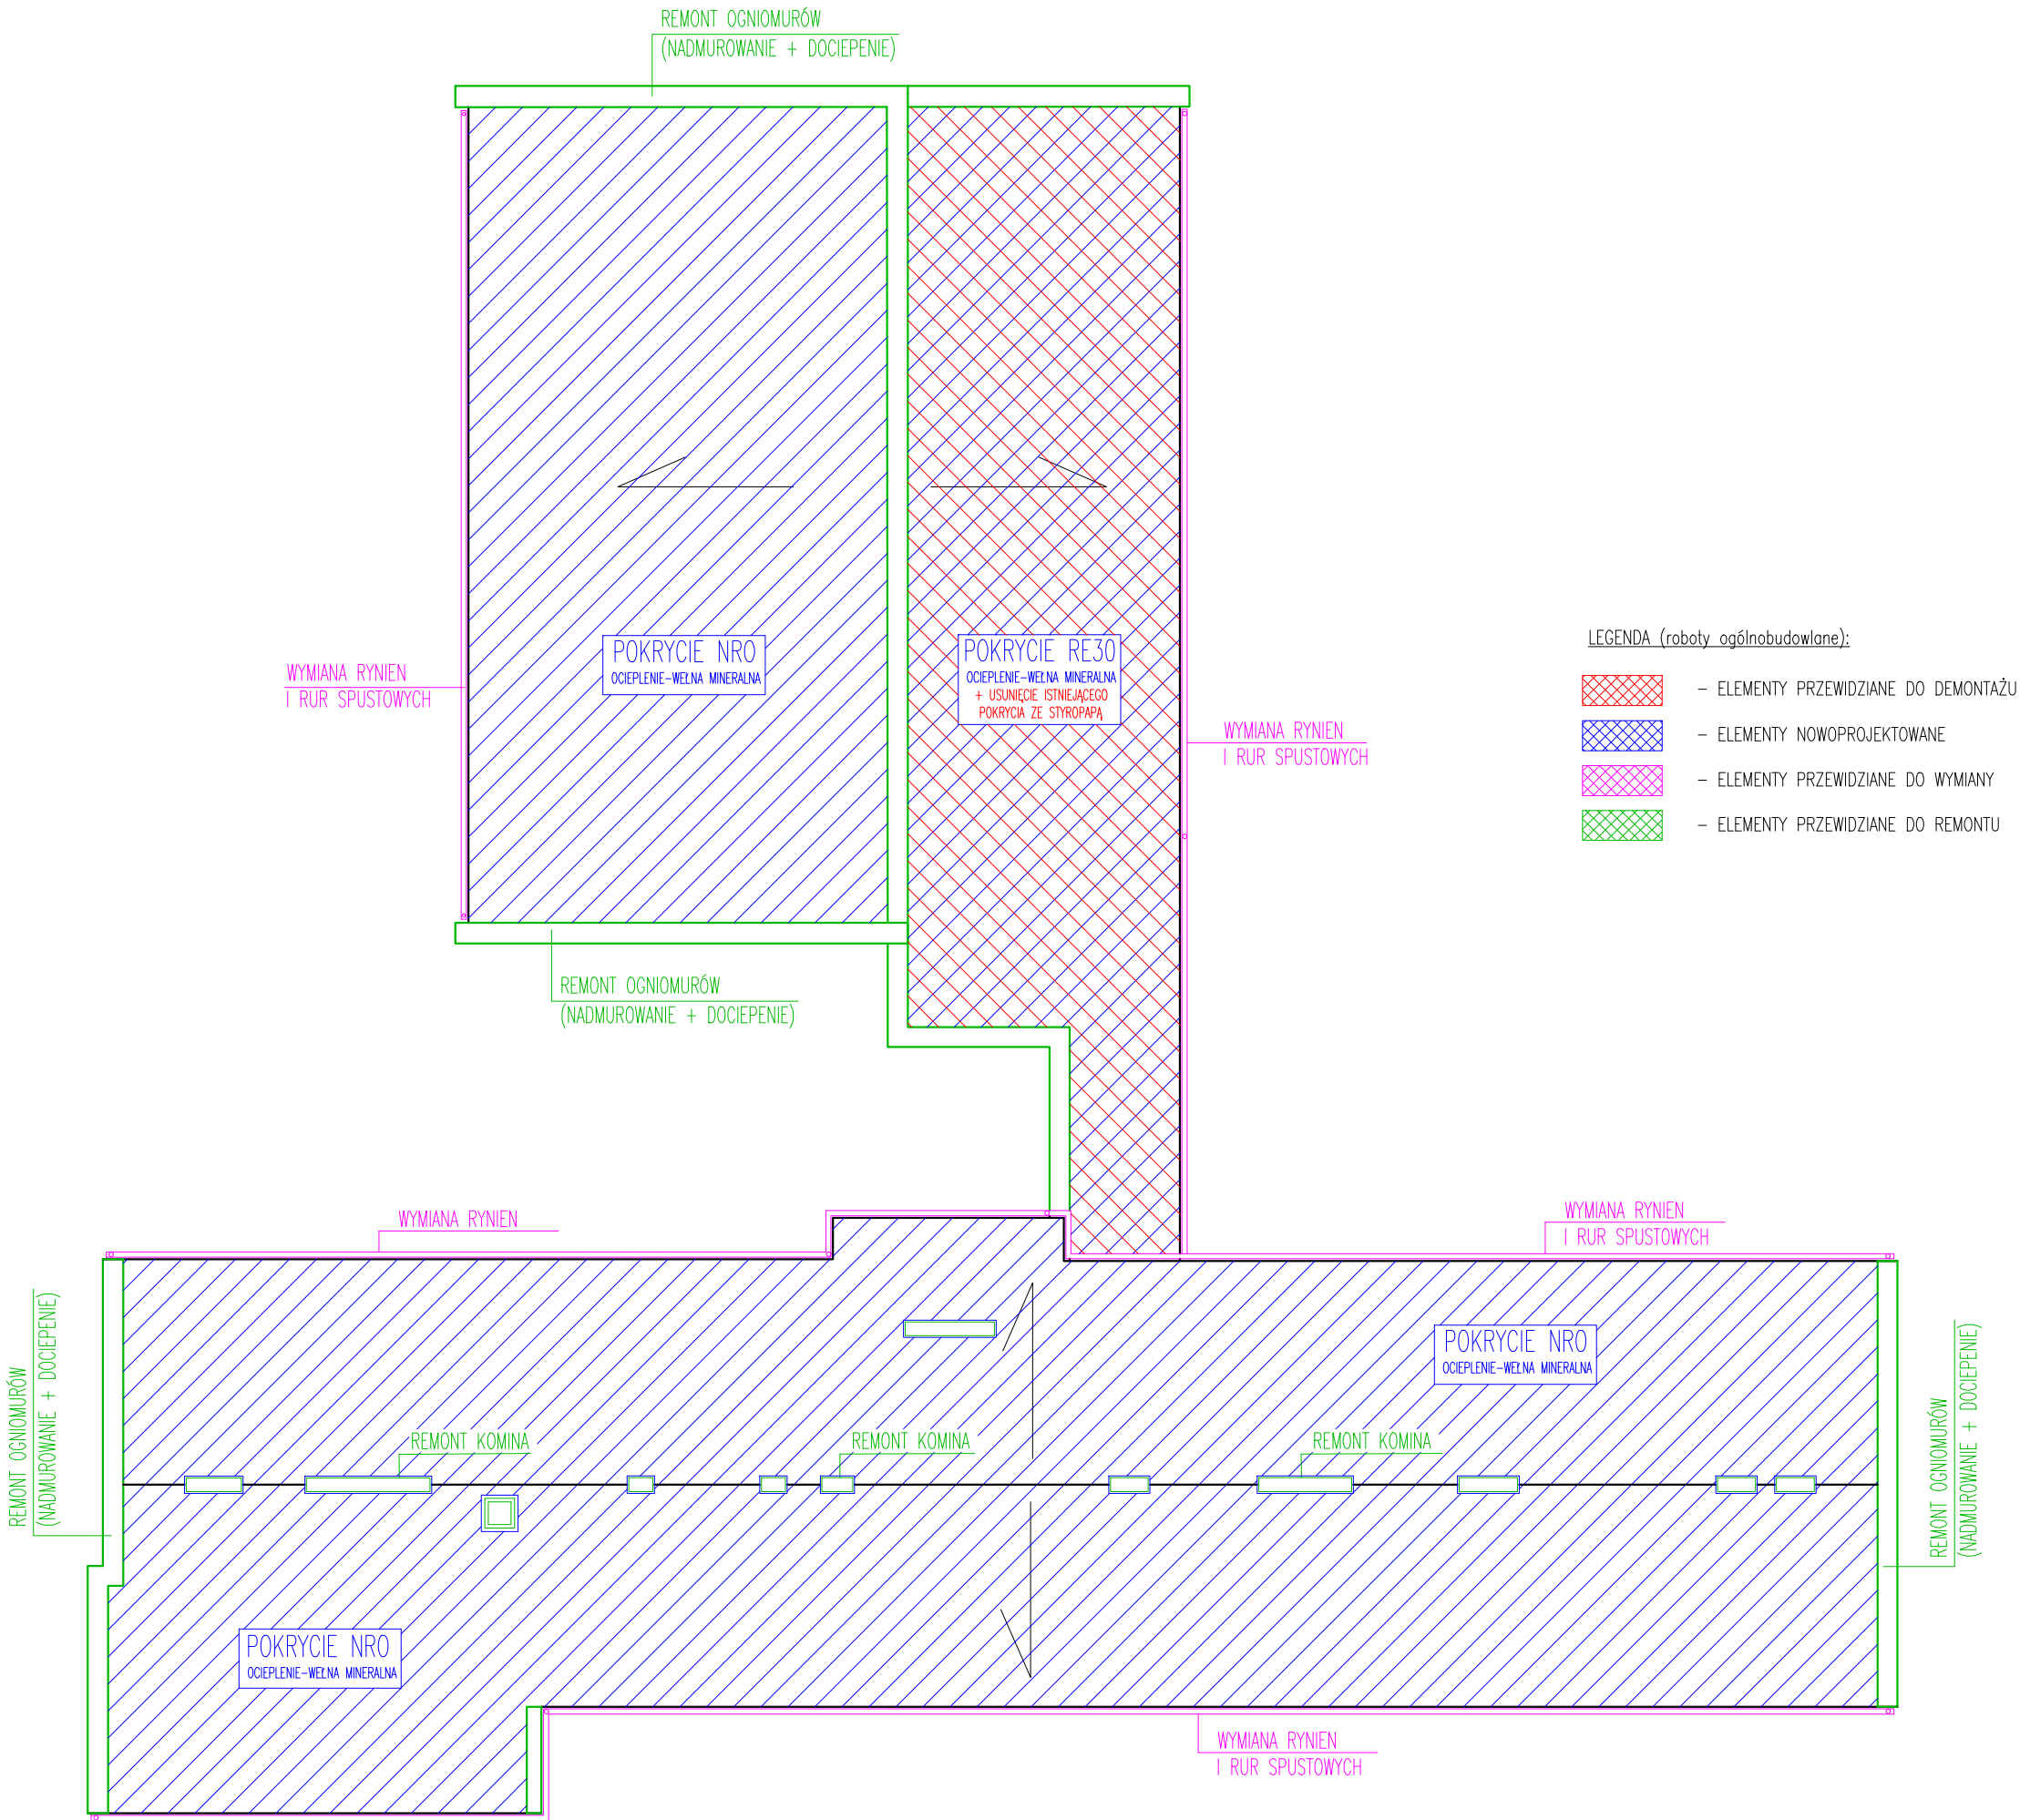 REMONT OGNIOMURÓW
(NADMUROWANIE + DOCIEPENIE)
POKRYCIE NRO
OCIEPLENIE-WEŁNA MINERALNA
POKRYCIE RE30
OCIEPLENIE-WEŁNA MINERALNA
+ USUNIĘCIE ISTNIEJĄCEGO
POKRYCIA ZE STYROPAPĄ
WYMIANA RYNIEN
I RUR SPUSTOWYCH
WYMIANA RYNIEN
I RUR SPUSTOWYCH
LEGENDA (roboty ogólnobudowlane):
- ELEMENTY PRZEWIDZIANE DO DEMONTAŻU
- ELEMENTY NOWOPROJEKTOWANE
- ELEMENTY PRZEWIDZIANE DO WYMIANY
- ELEMENTY PRZEWIDZIANE DO REMONTU
REMONT OGNIOMURÓW
(NADMUROWANIE + DOCIEPENIE)
WYMIANA RYNIEN
WYMIANA RYNIEN
I RUR SPUSTOWYCH
REMONT OGNIOMURÓW
(NADMUROWANIE + DOCIEPENIE)
POKRYCIE NRO
OCIEPLENIE-WEŁNA MINERALNA
REMONT KOMINA
REMONT KOMINA
REMONT KOMINA
REMONT OGNIOMURÓW
(NADMUROWANIE + DOCIEPENIE)
POKRYCIE NRO
OCIEPLENIE-WEŁNA MINERALNA
WYMIANA RYNIEN
I RUR SPUSTOWYCH